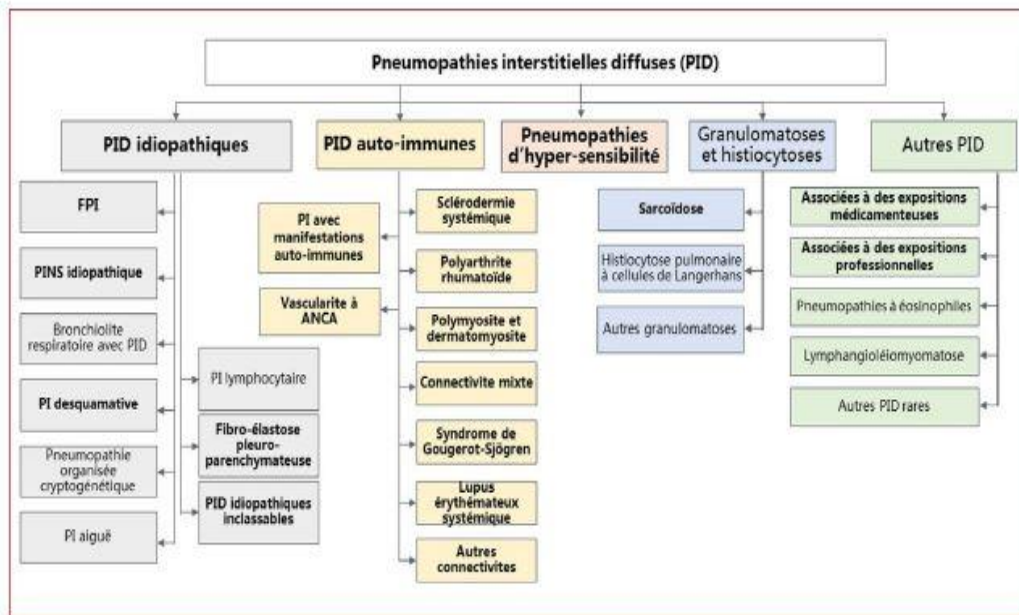 Pneumopathies interstitielles diffuses (PID)
PID idiopathiques
FPI
PINS idiopathique
Bronchiolite
respiratoire avec PID
PI desquamative
Pneumopathie
organisée
cryptogénétique
PI aiguë
PI lymphocytaire
Fibro-élastose
pleuro-
parenchymateuse
PID idiopathiques
inclassables
PID auto-immunes
PI avec
manifestations
auto-immunes
Vascularite à
ANCA
Sclérodermie
systémique
Polyarthrite
rhumatoïde
Polymyosite et
dermatomyosite
Connectivite mixte
Syndrome de
Gougerot-Sjögren
Lupus
érythémateux
systémique
Autres
connectivites
Pneumopathies
d'hyper-sensibilité
Granulomatoses
et histiocytoses
Sarcoïdose
Histiocytose pulmonaire
à cellules de Langerhans
Autres granulomatoses
Autres PID
Associées à des expositions
médicamenteuses
Associées à des expositions
professionnelles
Pneumopathies à éosinophiles
Lymphangioléiomyomatose
Autres PID rares